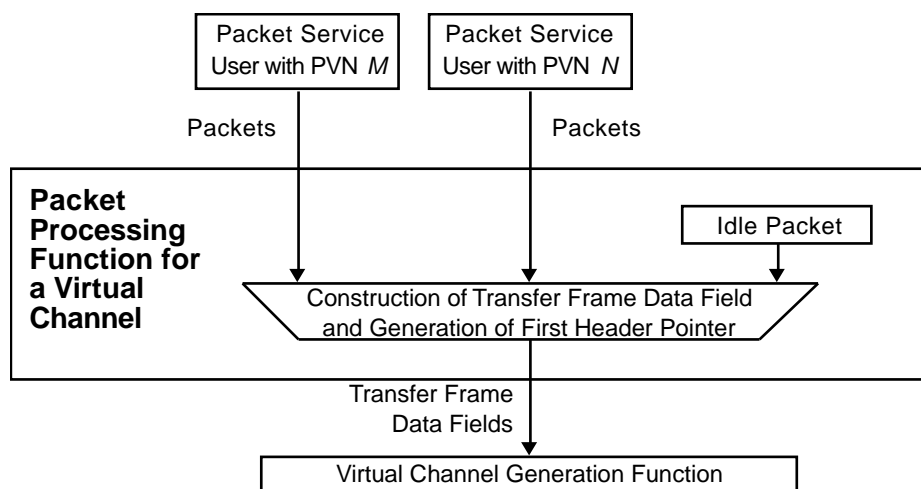 Packet Service
User with PVN M
Packet Service
User with PVN N
Packets
Packets
Packet
Processing
Function for
a Virtual
Channel
Idle Packet
Construction of Transfer Frame Data Field
and Generation of First Header Pointer
Transfer Frame
Data Fields
Virtual Channel Generation Function